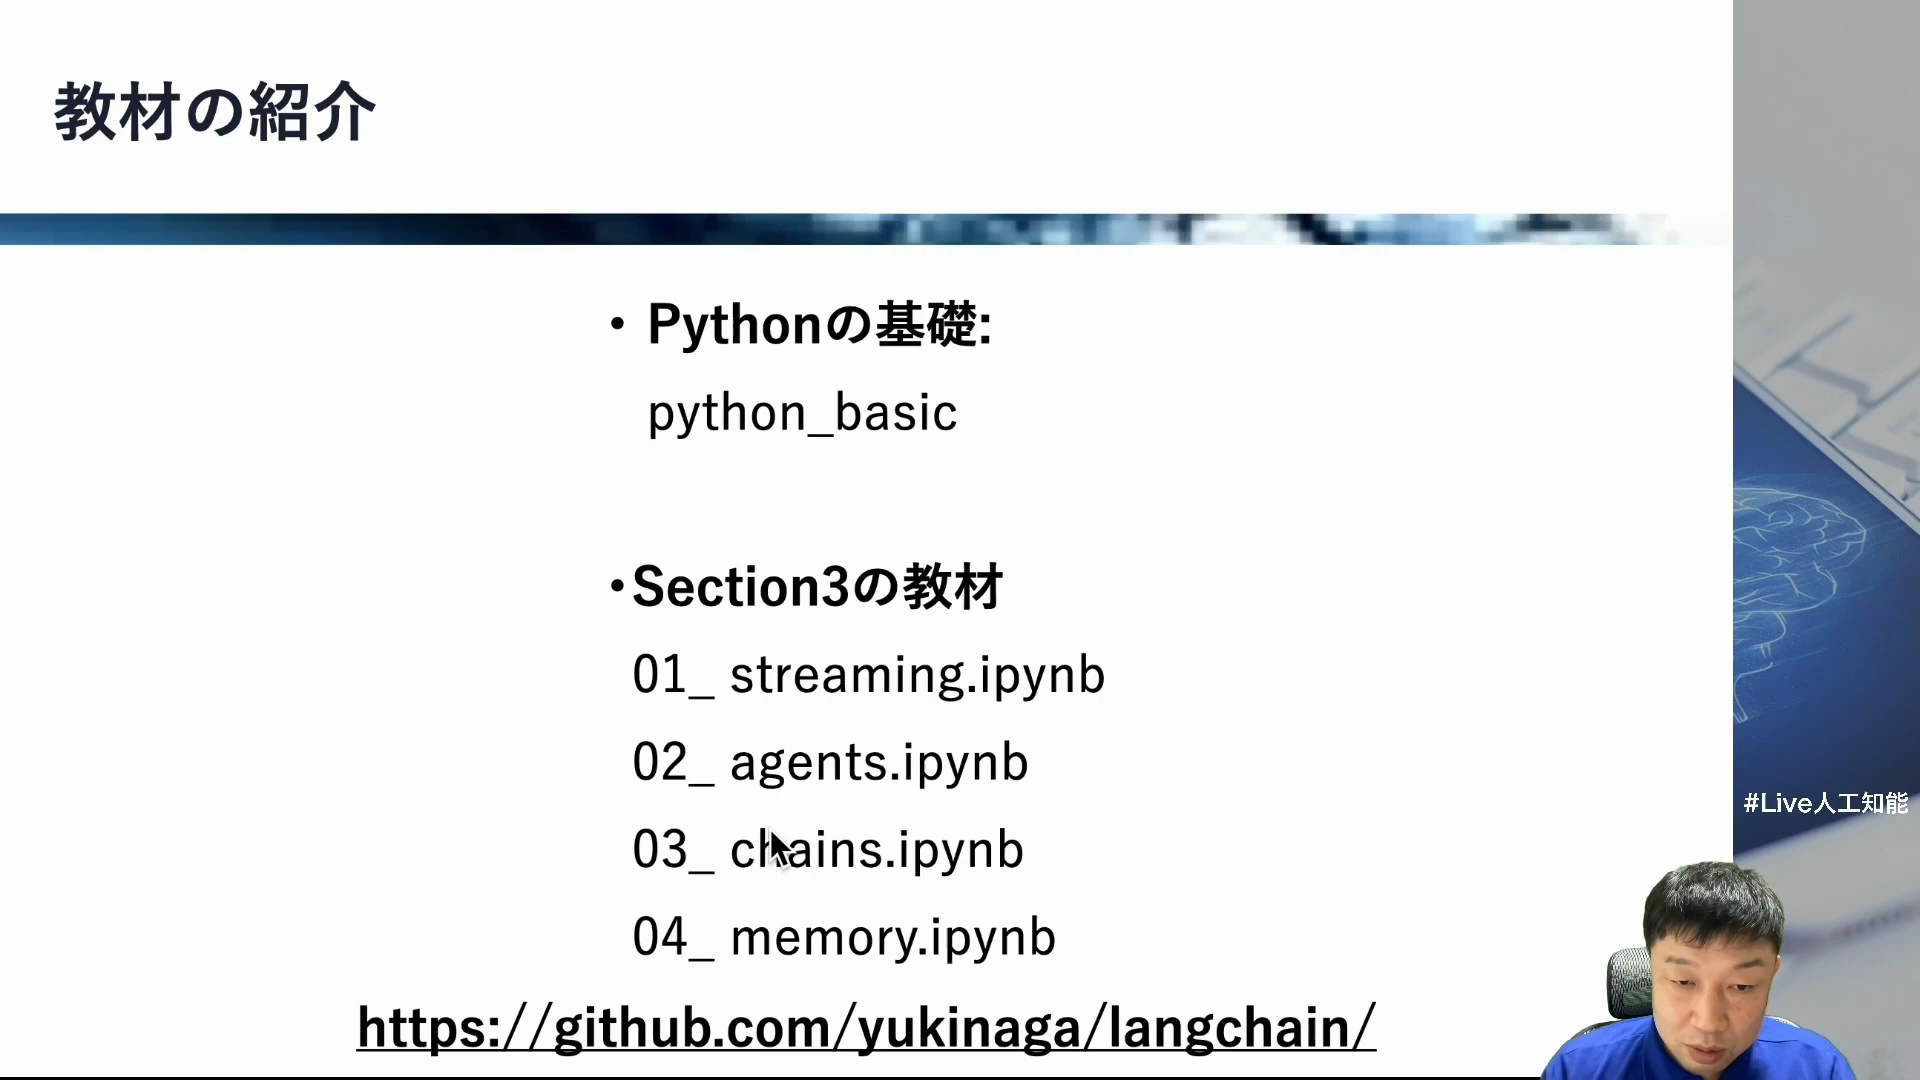 教材の紹介
・Pythonの基礎:
python_basic
・Section3の教材
01_ streaming.ipynb
02_ agents.ipynb
03_ chains.ipynb
04_ memory.ipynb
https://github.com/yukinaga/langchain/
#Live人工知能